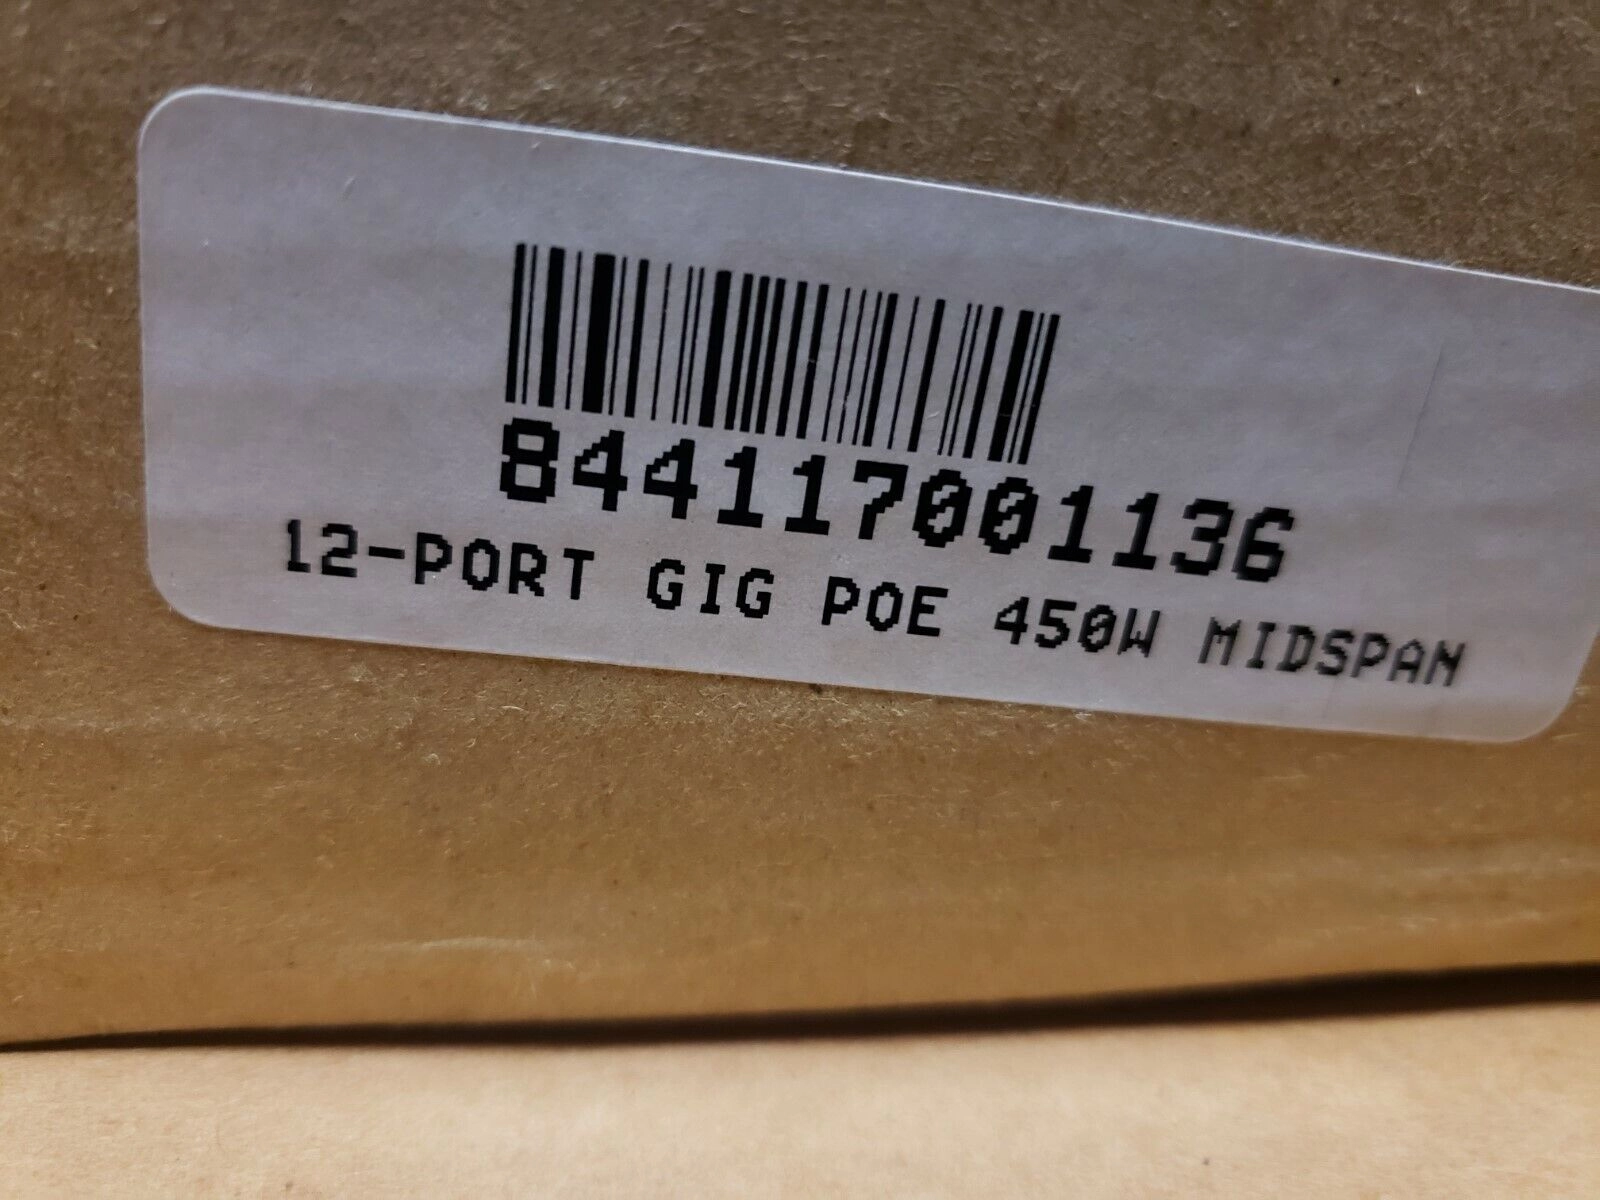 844117001136
12-PORT GIG POE 450W MIDSPAN